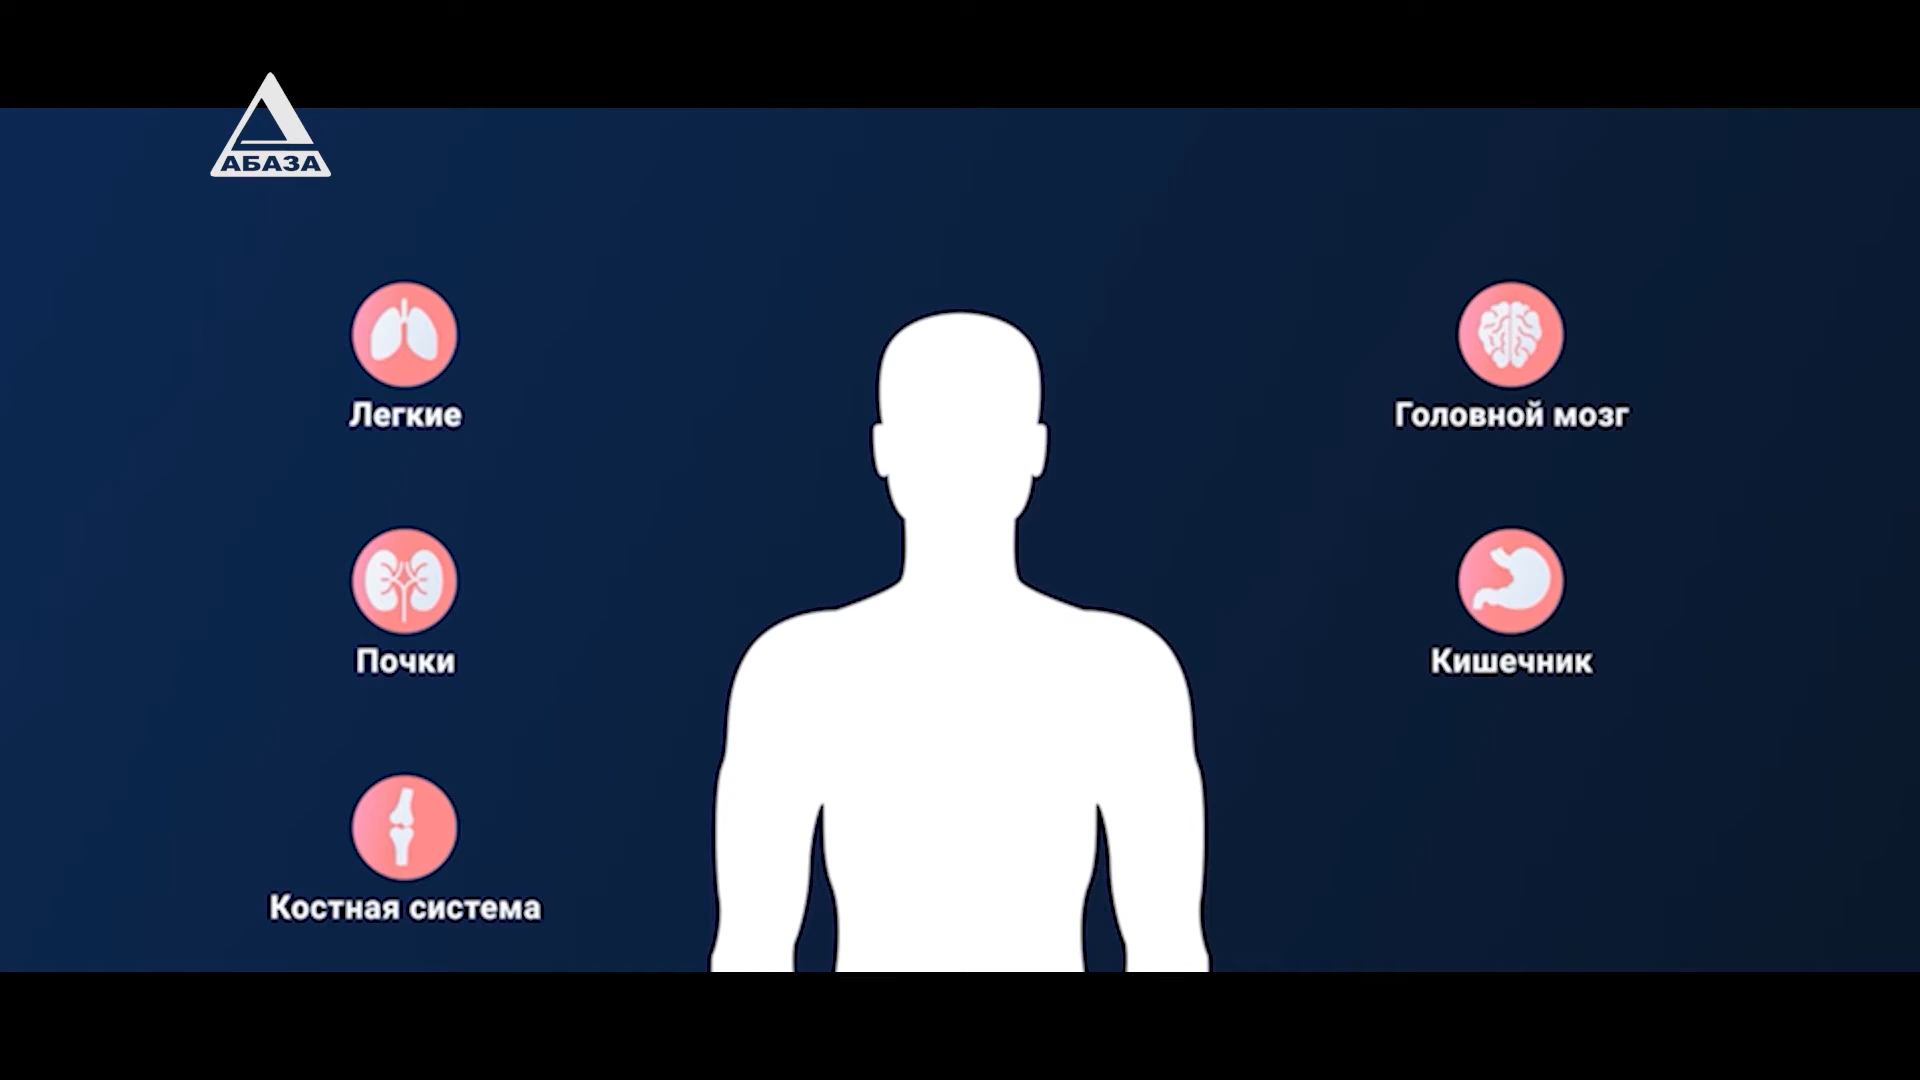 АБАЗА
Легкие
Головной мозг
Почки
Кишечник
Костная система